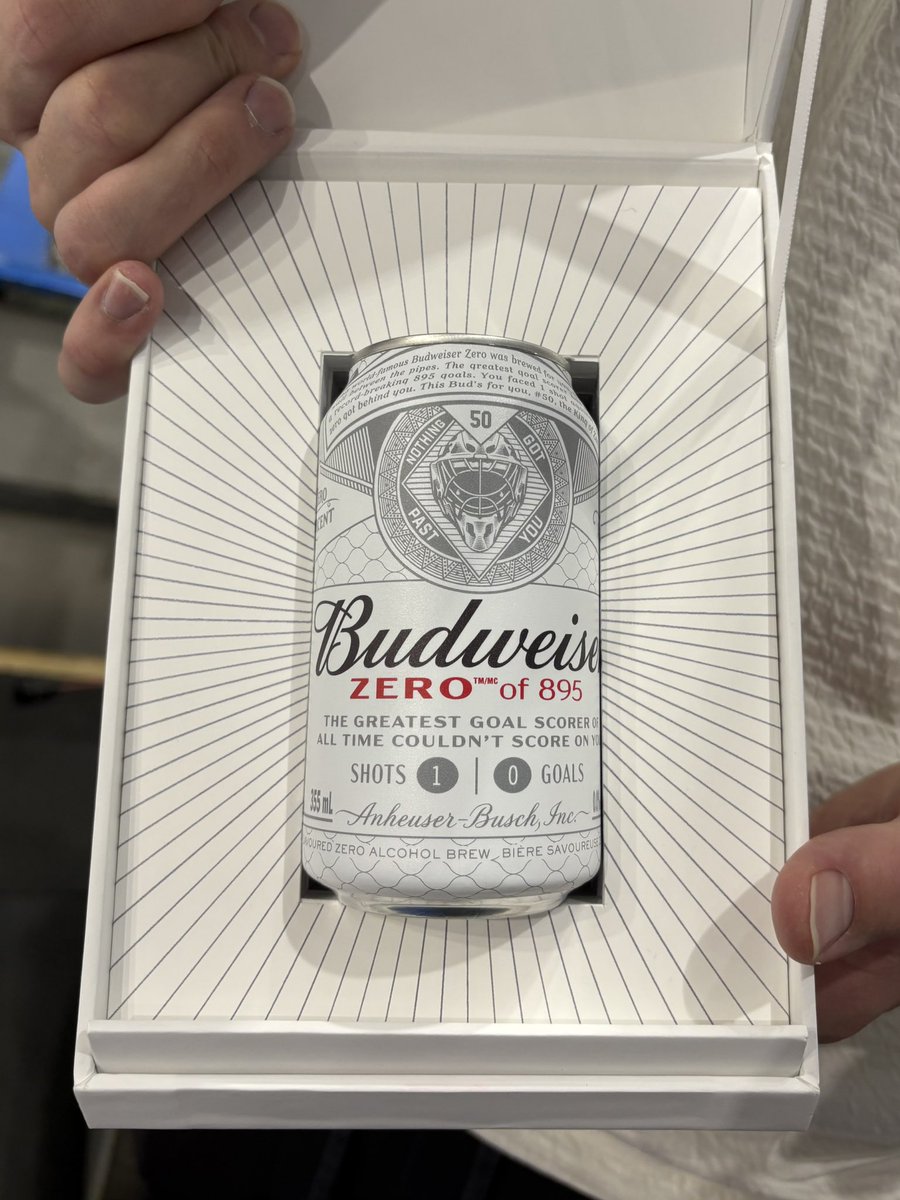 world-famous Budweiser Zero was brewed for
between the pipes. The greatest goal scorer
a record-breaking 895 goals. You faced 1 shot
zero got behind you. This Bud's for you, #50, the
50
NOTHING GOT
PAST YOU
Budweise
ZERO™/MC of 895
THE GREATEST GOAL SCORER OF
ALL TIME COULDN'T SCORE ON YO
SHOTS 1 | 0 GOALS
355 mL
Anheuser-Busch, Inc.
ZERO ALCOHOL BREW BIÈRE SAVOUREUSE